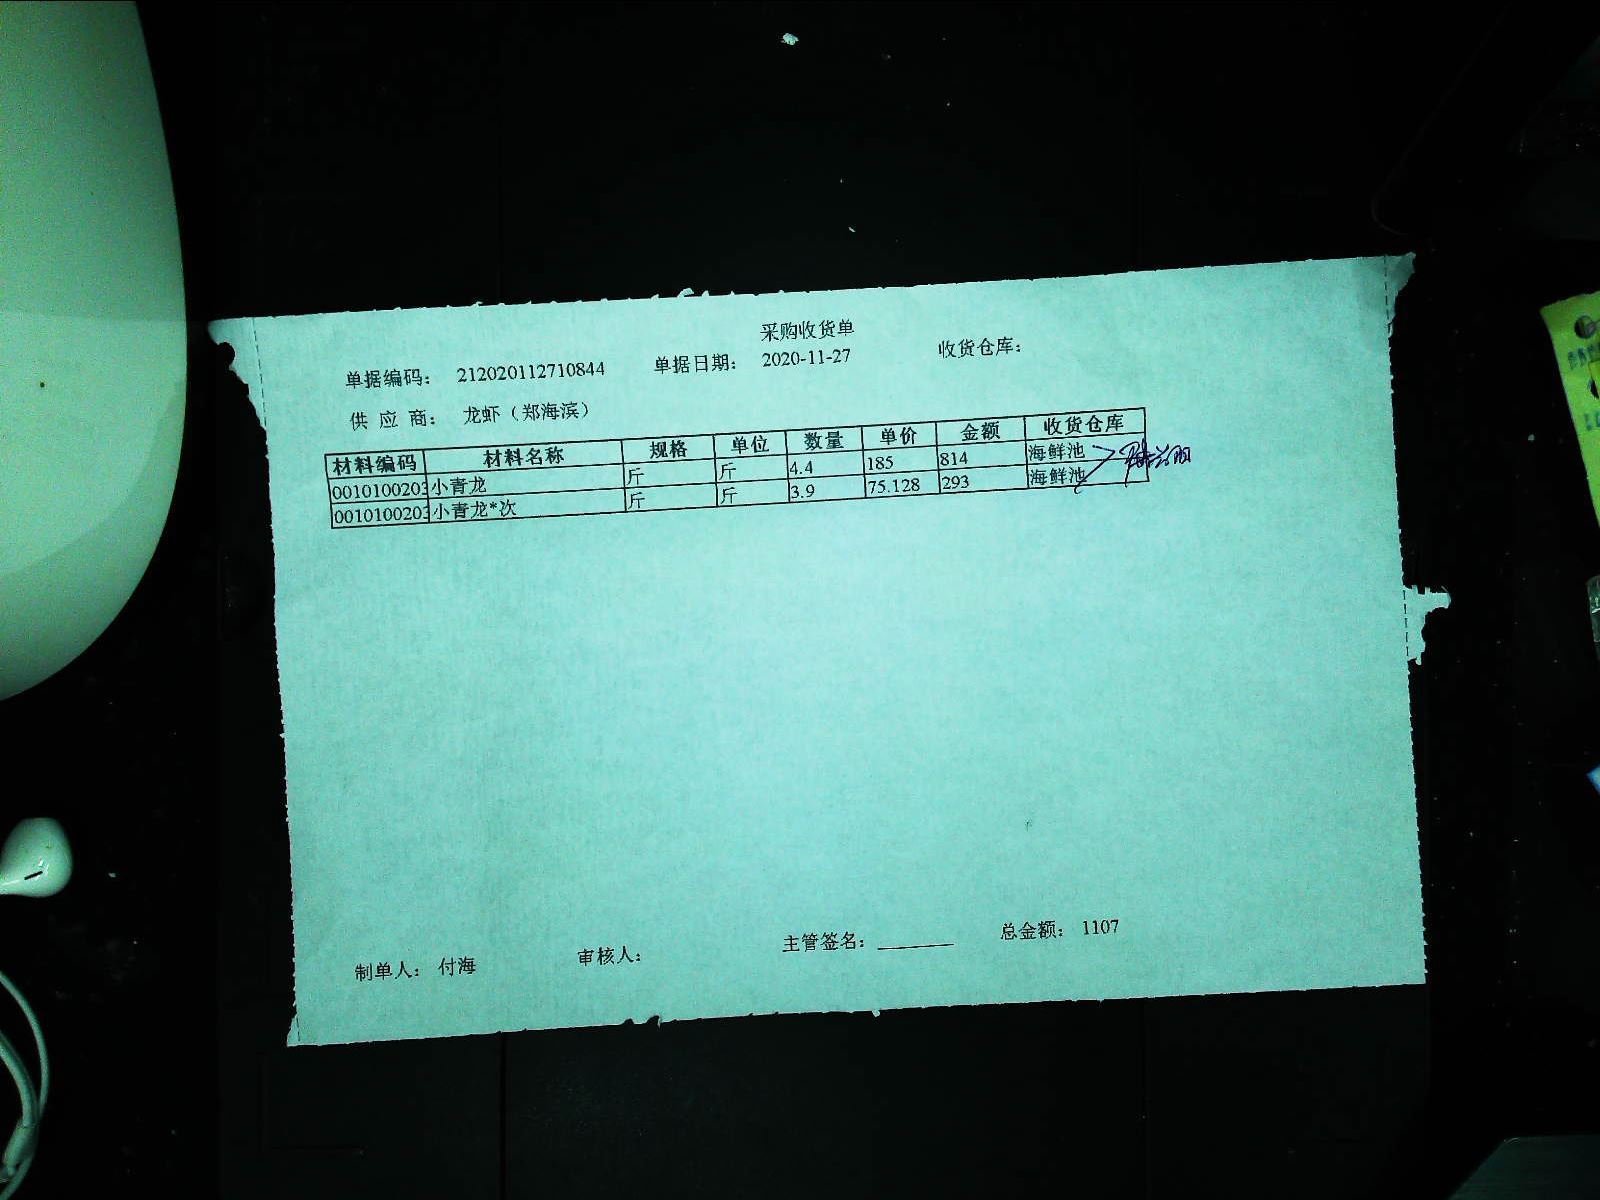 采购收货单
单据编码： 212020112710844 单据日期： 2020-11-27 收货仓库：
供 应 商： 龙虾（郑海滨）
材料编码 材料名称 规格 单位 数量 单价 金额 收货仓库
0010100203 小青龙 斤 斤 4.4 185 814 海鲜池
0010100203 小青龙*次 斤 斤 3.9 75.128 293 海鲜池
制单人： 付海 审核人： 主管签名： 总金额： 1107